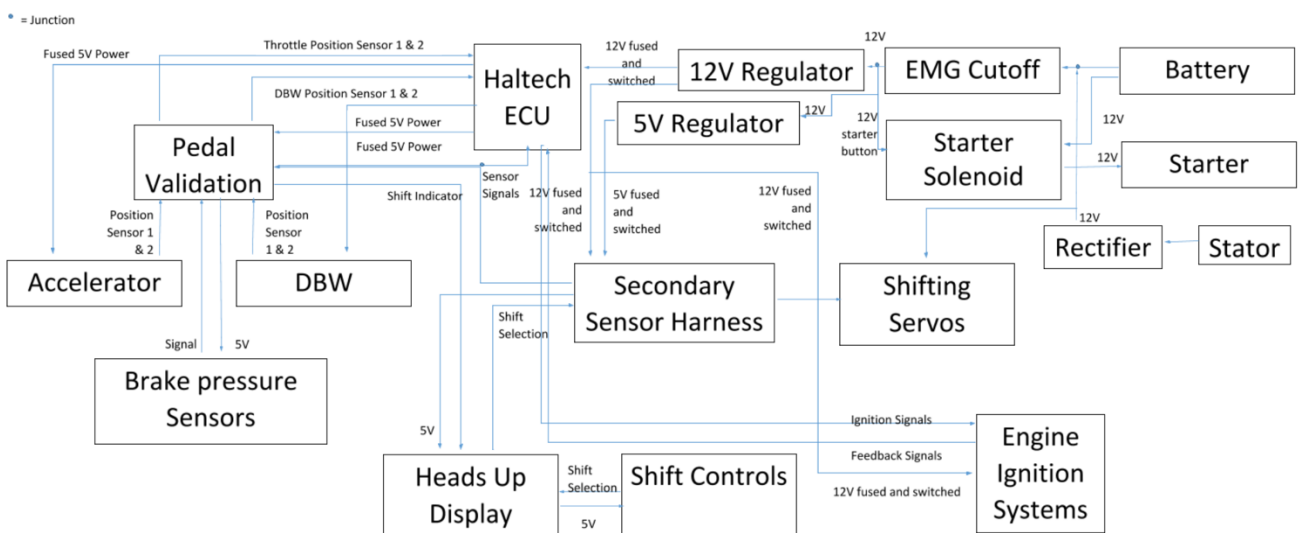 = Junction
Fused 5V Power
Throttle Position Sensor 1 & 2
DBW Position Sensor 1 & 2
Fused 5V Power
Fused 5V Power
Haltech
ECU
12V fused
and
switched
12V Regulator
12V
EMG Cutoff
Battery
5V Regulator
12V
12V
starter
button
12V
Starter
Solenoid
12V
Starter
Pedal
Validation
Sensor
Signals
Shift Indicator
12V fused
and
switched
5V fused
and
switched
12V fused
and
switched
12V
Rectifier
Stator
Position
Sensor 1
& 2
Position
Sensor
1 & 2
Accelerator
DBW
Secondary
Sensor Harness
Shifting
Servos
Shift
Selection
Signal
5V
Brake pressure
Sensors
5V
Ignition Signals
Feedback Signals
12V fused and switched
Engine
Ignition
Systems
Heads Up
Display
Shift
Selection
5V
Shift Controls